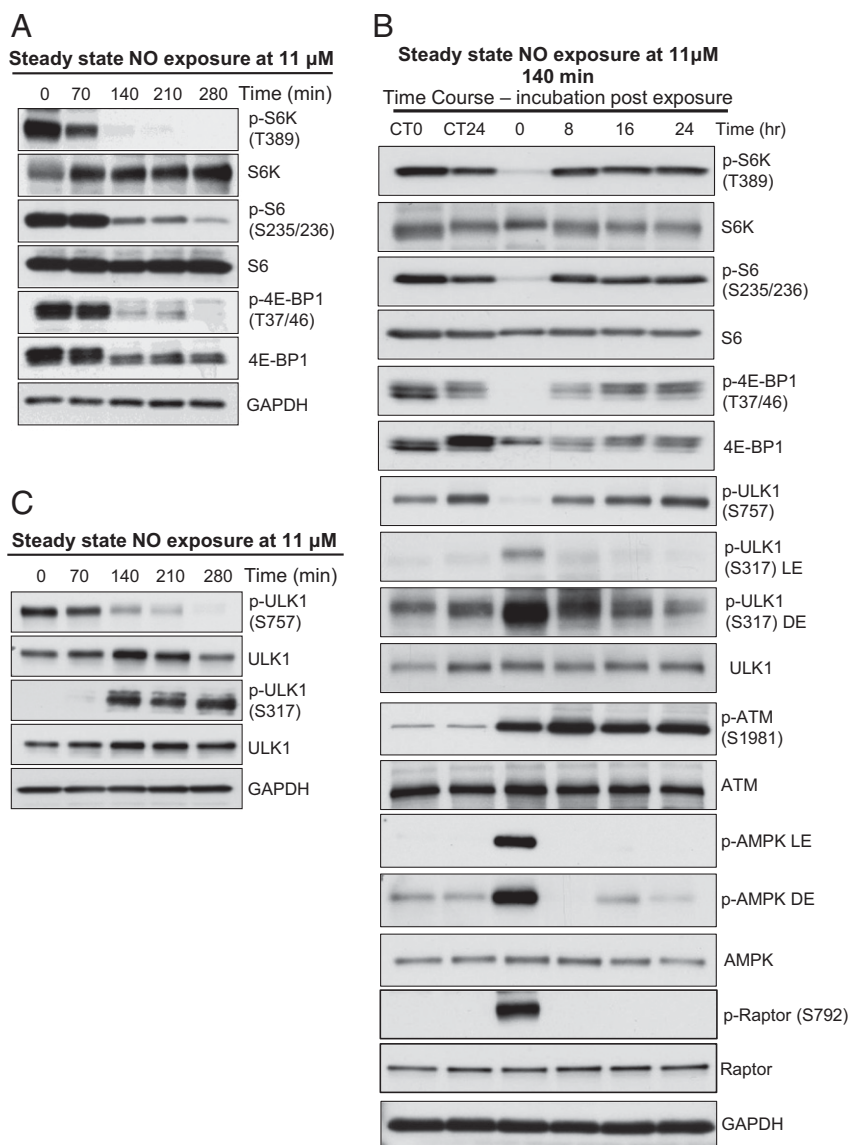 A
Steady state NO exposure at 11 µM
0 70 140 210 280 Time (min)
p-S6K
(T389)
S6K
p-S6
(S235/236)
S6
p-4E-BP1
(T37/46)
4E-BP1
GAPDH
B
Steady state NO exposure at 11µM
140 min
Time Course – incubation post exposure
CT0 CT24 0 8 16 24 Time (hr)
p-S6K
(T389)
S6K
p-S6
(S235/236)
S6
p-4E-BP1
(T37/46)
4E-BP1
p-ULK1
(S757)
p-ULK1
(S317) LE
p-ULK1
(S317) DE
ULK1
p-ATM
(S1981)
ATM
p-AMPK LE
p-AMPK DE
AMPK
p-Raptor (S792)
Raptor
GAPDH
C
Steady state NO exposure at 11 µM
0 70 140 210 280 Time (min)
p-ULK1
(S757)
ULK1
p-ULK1
(S317)
ULK1
GAPDH